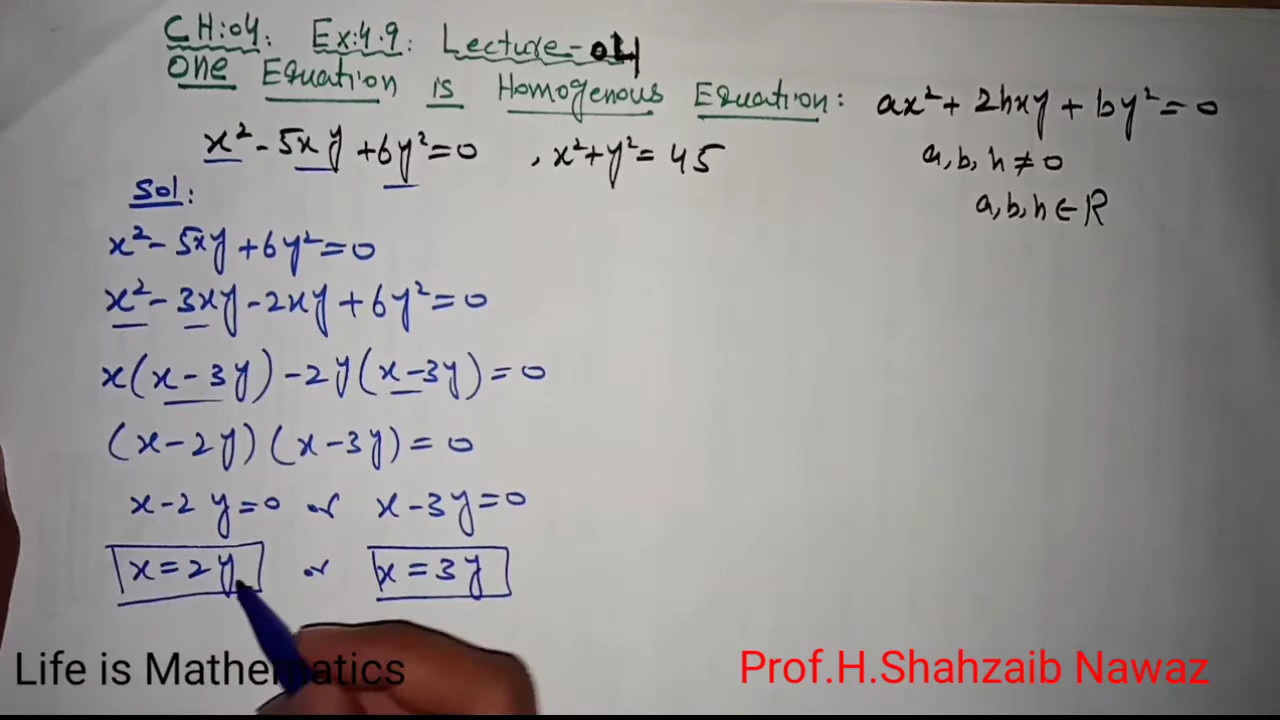 CH:04: Ex:4.9: Lecture-04
One Equation is Homogenous Equation: ax²+2hxy+by²=0
x²-5xy+6y²=0 , x²+y²=45
a,b,h≠0
Sol:
a,b,h∈R
x²-5xy+6y²=0
x²-3xy-2xy+6y²=0
x(x-3y)-2y(x-3y)=0
(x-2y)(x-3y)=0
x-2y=0 or x-3y=0
x=2y or x=3y
Life is Mathematics
Prof.H.Shahzaib Nawaz